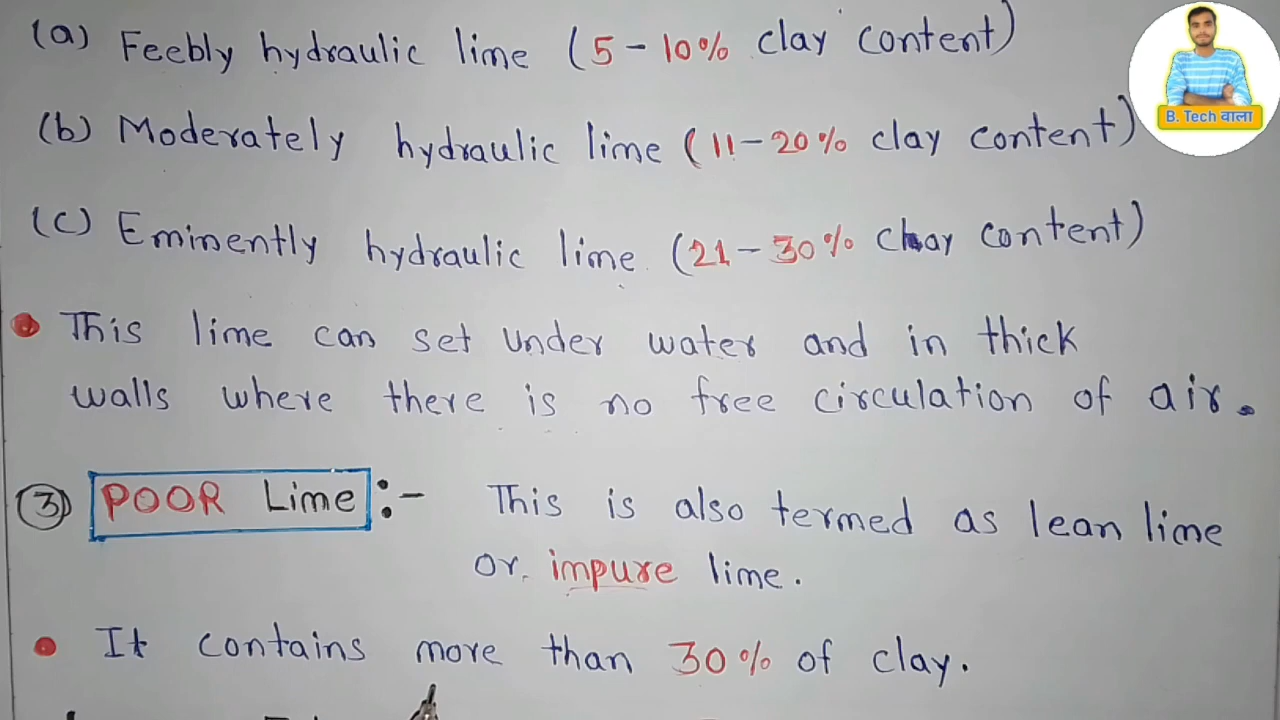 (a) Feebly hydraulic lime (5-10% clay content)
(b) Moderately hydraulic lime (11-20% clay content)
(c) Eminently hydraulic lime (21-30% clay content)
This lime can set under water and in thick
walls where there is no free circulation of air.
(3) POOR Lime :- This is also termed as lean lime
or impure lime.
It contains more than 30% of clay.
B. Tech वाला